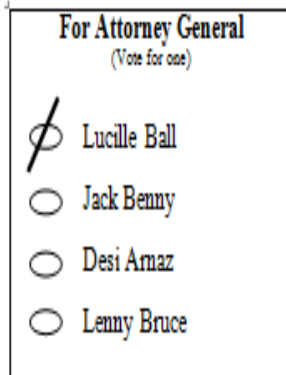 For Attorney General
(Vote for one)
Lucille Ball
Jack Benny
Desi Arnaz
Lenny Bruce